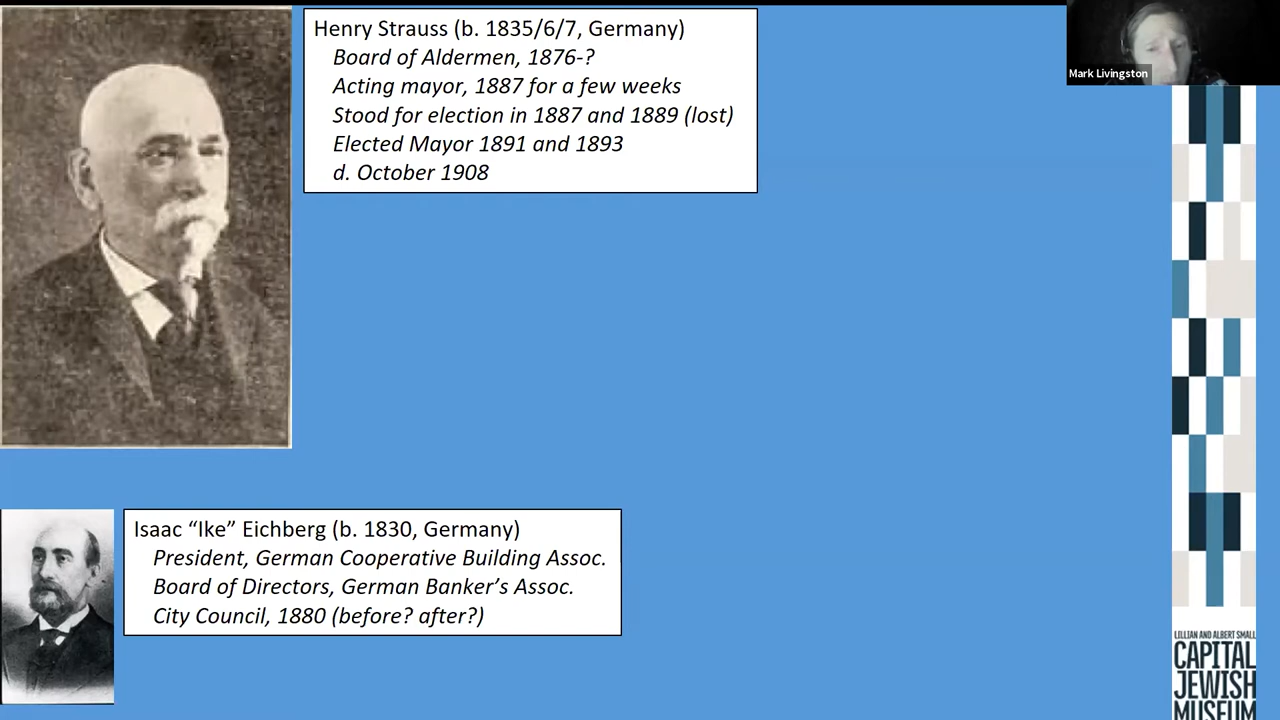 Henry Strauss (b. 1835/6/7, Germany)
Board of Aldermen, 1876-?
Acting mayor, 1887 for a few weeks
Stood for election in 1887 and 1889 (lost)
Elected Mayor 1891 and 1893
d. October 1908
Mark Livingston
Isaac “Ike” Eichberg (b. 1830, Germany)
President, German Cooperative Building Assoc.
Board of Directors, German Banker’s Assoc.
City Council, 1880 (before? after?)
LILLIAN AND ALBERT SMALL
CAPITAL
JEWISH
MUSEUM